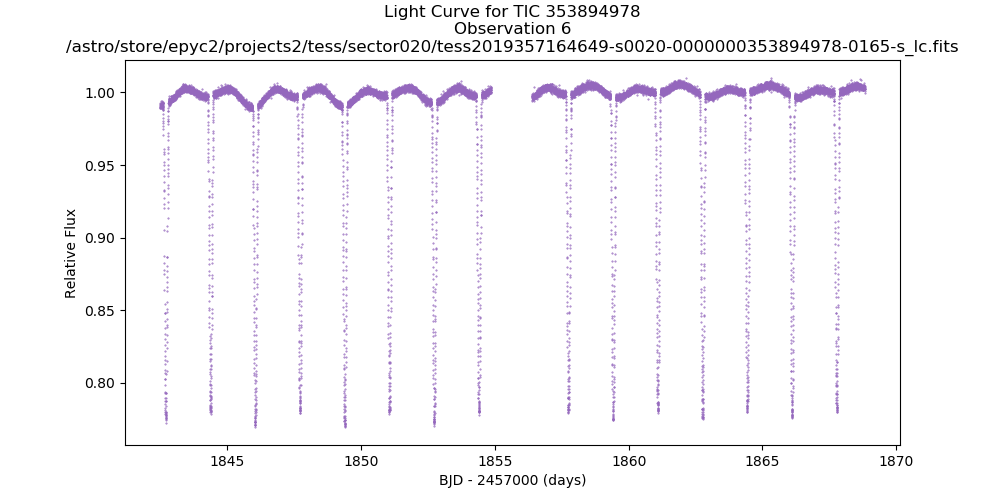 Light Curve for TIC 353894978
Observation 6
/astro/store/epyc2/projects2/tess/sector020/tess2019357164649-s0020-0000000353894978-0165-s_lc.fits
1.00
0.95
0.90
0.85
0.80
Relative Flux
1845
1850
1855
1860
1865
1870
BJD - 2457000 (days)